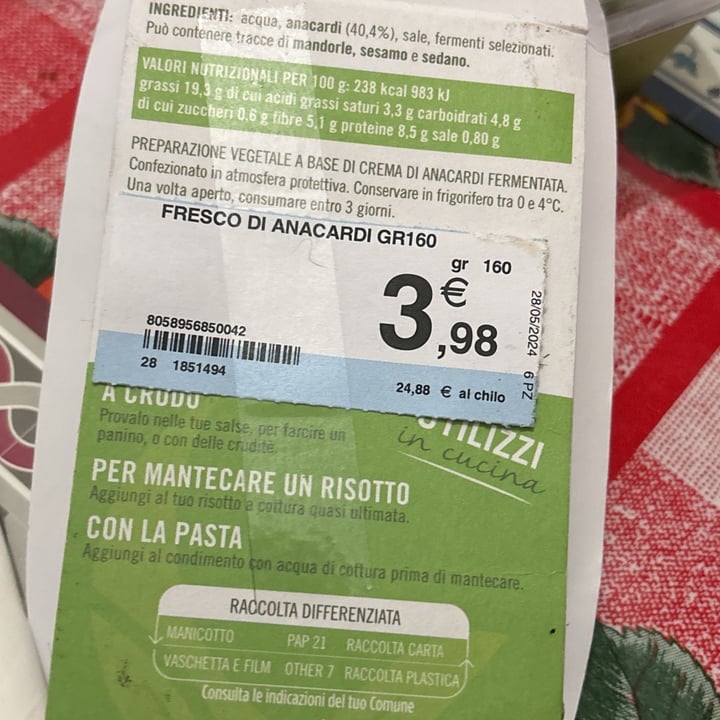 INGREDIENTI: acqua, anacardi (40,4%), sale, fermenti selezionati.
Può contenere tracce di mandorle, sesamo e sedano.
VALORI NUTRIZIONALI PER 100 g: 238 kcal 983 kJ
grassi 19,3 g di cui acidi grassi saturi 3,3 g carboidrati 4,8 g
di cui zuccheri 0,6 g fibre 5,1 g proteine 8,5 g sale 0,80 g
PREPARAZIONE VEGETALE A BASE DI CREMA DI ANACARDI FERMENTATA.
Confezionato in atmosfera protettiva. Conservare in frigorifero tra 0 e 4°C.
Una volta aperto, consumare entro 3 giorni.
FRESCO DI ANACARDI GR160
gr 160
3,98 €
28/05/2024 6 PZ
8058956850042
28 1851494
24,88 € al chilo
A CRUDO
Provalo nelle tue salse, per farcire un
panino, o con delle crudité.
UTILIZZI
in cucina
PER MANTECARE UN RISOTTO
Aggiungi al tuo risotto a cottura quasi ultimata.
CON LA PASTA
Aggiungi al condimento con acqua di cottura prima di mantecare.
RACCOLTA DIFFERENZIATA
MANICOTTO PAP 21 RACCOLTA CARTA
VASCHETTA E FILM OTHER 7 RACCOLTA PLASTICA
Consulta le indicazioni del tuo Comune